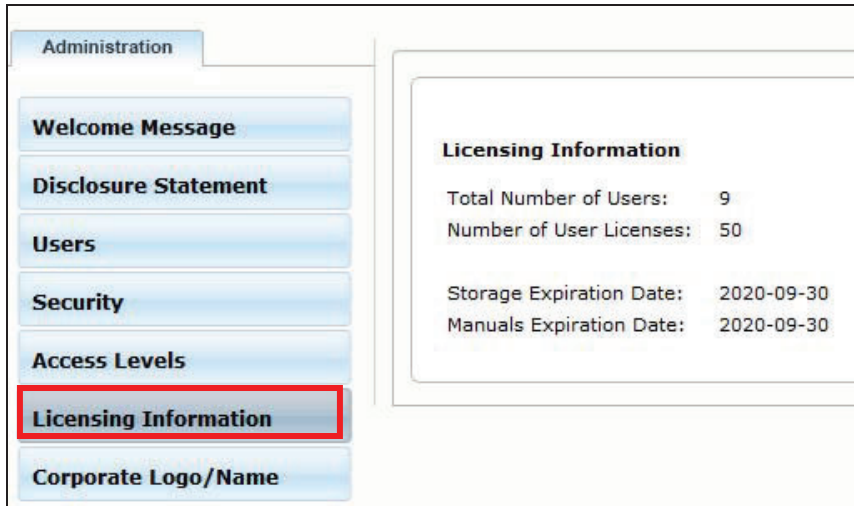 Administration
Welcome Message
Disclosure Statement
Users
Security
Access Levels
Licensing Information
Corporate Logo/Name
Licensing Information
Total Number of Users: 9
Number of User Licenses: 50
Storage Expiration Date: 2020-09-30
Manuals Expiration Date: 2020-09-30